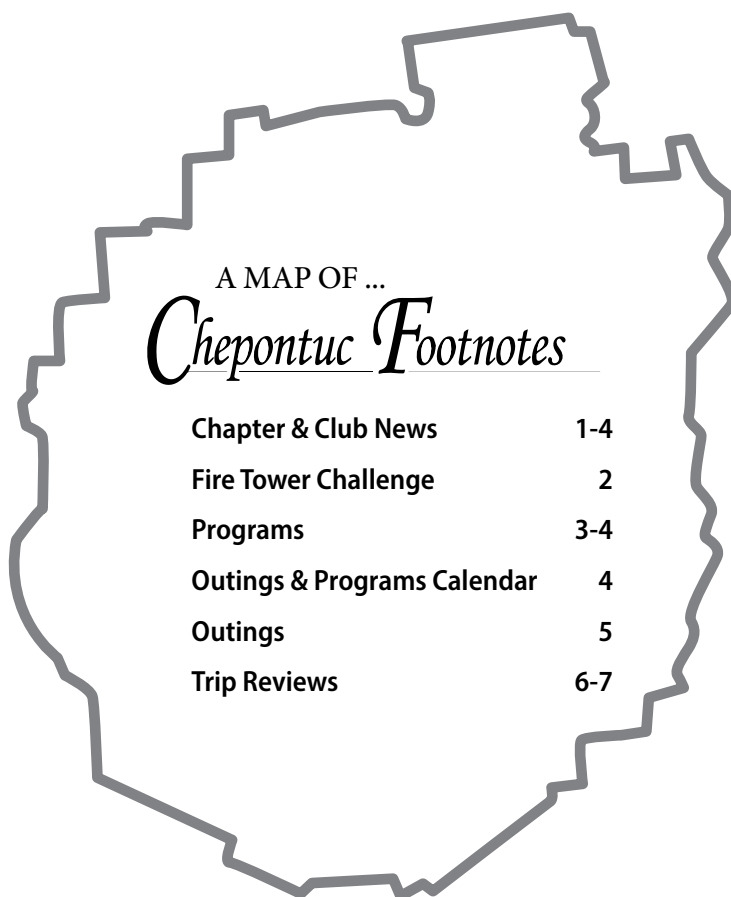 A MAP OF ...
Chepontuc Footnotes
Chapter & Club News 1-4
Fire Tower Challenge 2
Programs 3-4
Outings & Programs Calendar 4
Outings 5
Trip Reviews 6-7